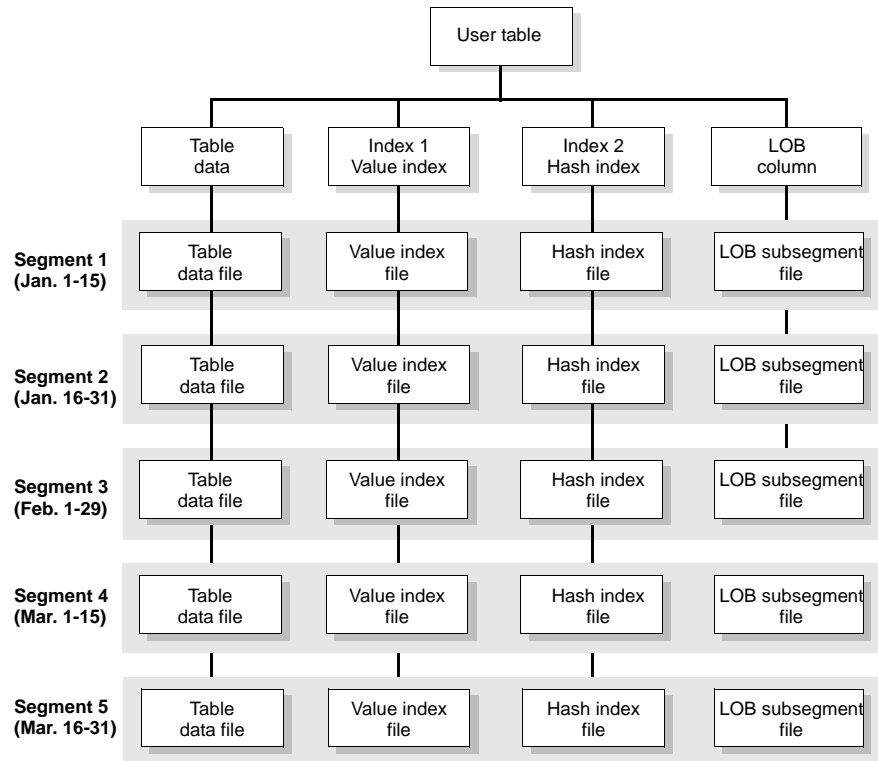 User table
Table
data
Index 1
Value index
Index 2
Hash index
LOB
column
Segment 1
(Jan. 1-15)
Table
data file
Value index
file
Hash index
file
LOB subsegment
file
Segment 2
(Jan. 16-31)
Table
data file
Value index
file
Hash index
file
LOB subsegment
file
Segment 3
(Feb. 1-29)
Table
data file
Value index
file
Hash index
file
LOB subsegment
file
Segment 4
(Mar. 1-15)
Table
data file
Value index
file
Hash index
file
LOB subsegment
file
Segment 5
(Mar. 16-31)
Table
data file
Value index
file
Hash index
file
LOB subsegment
file